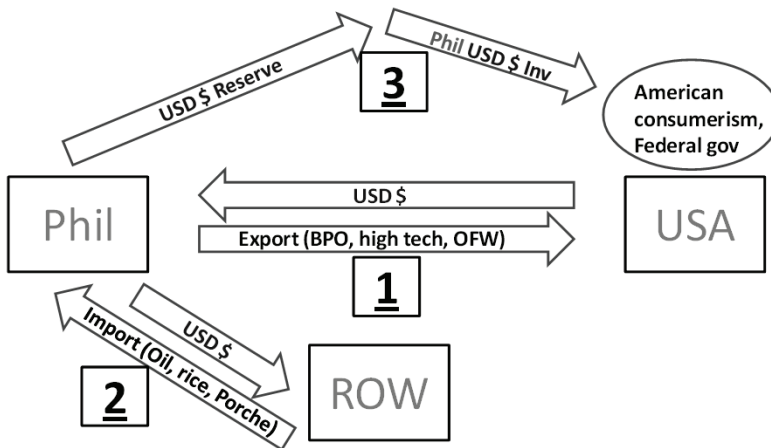 USD $ Reserve
Phil USD $ Inv
3
American
consumerism,
Federal gov
Phil
USD $
USA
Export (BPO, high tech, OFW)
1
USD $
Import (Oil, rice, Porche)
2
ROW